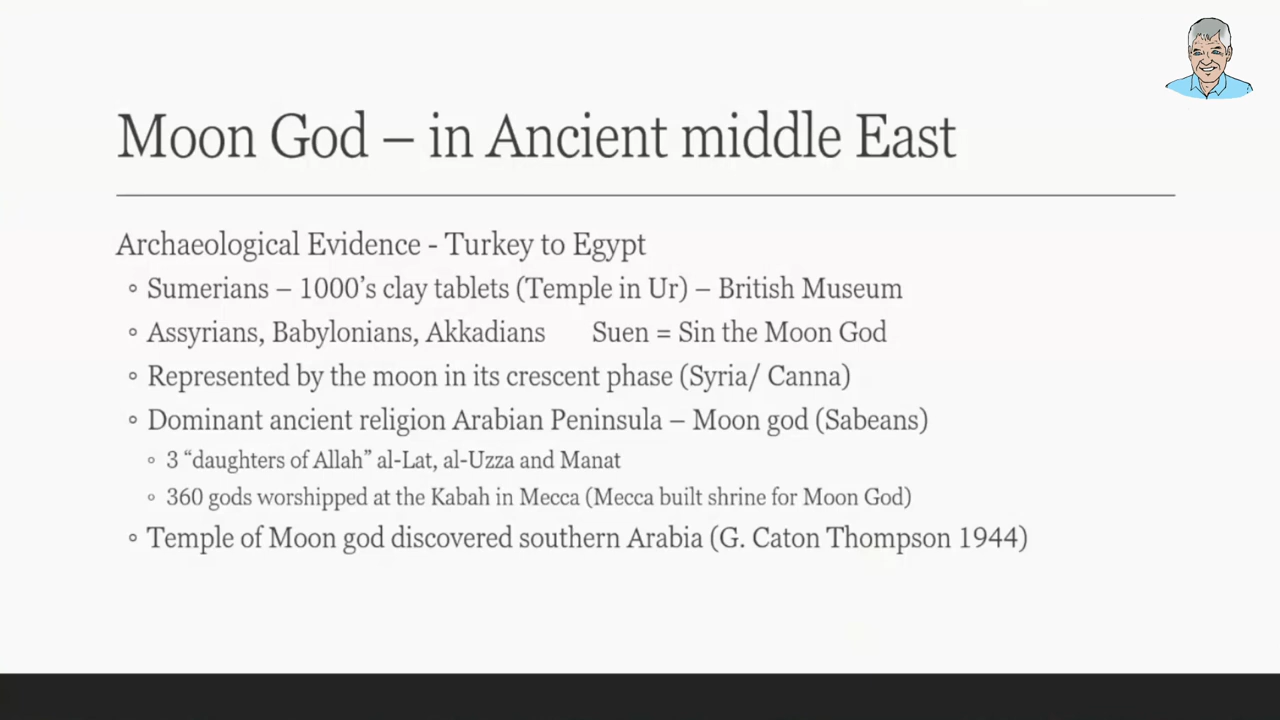 Moon God – in Ancient middle East
Archaeological Evidence - Turkey to Egypt
◦ Sumerians – 1000’s clay tablets (Temple in Ur) – British Museum
◦ Assyrians, Babylonians, Akkadians Suen = Sin the Moon God
◦ Represented by the moon in its crescent phase (Syria/ Canna)
◦ Dominant ancient religion Arabian Peninsula – Moon god (Sabeans)
◦ 3 “daughters of Allah” al-Lat, al-Uzza and Manat
◦ 360 gods worshipped at the Kabah in Mecca (Mecca built shrine for Moon God)
◦ Temple of Moon god discovered southern Arabia (G. Caton Thompson 1944)